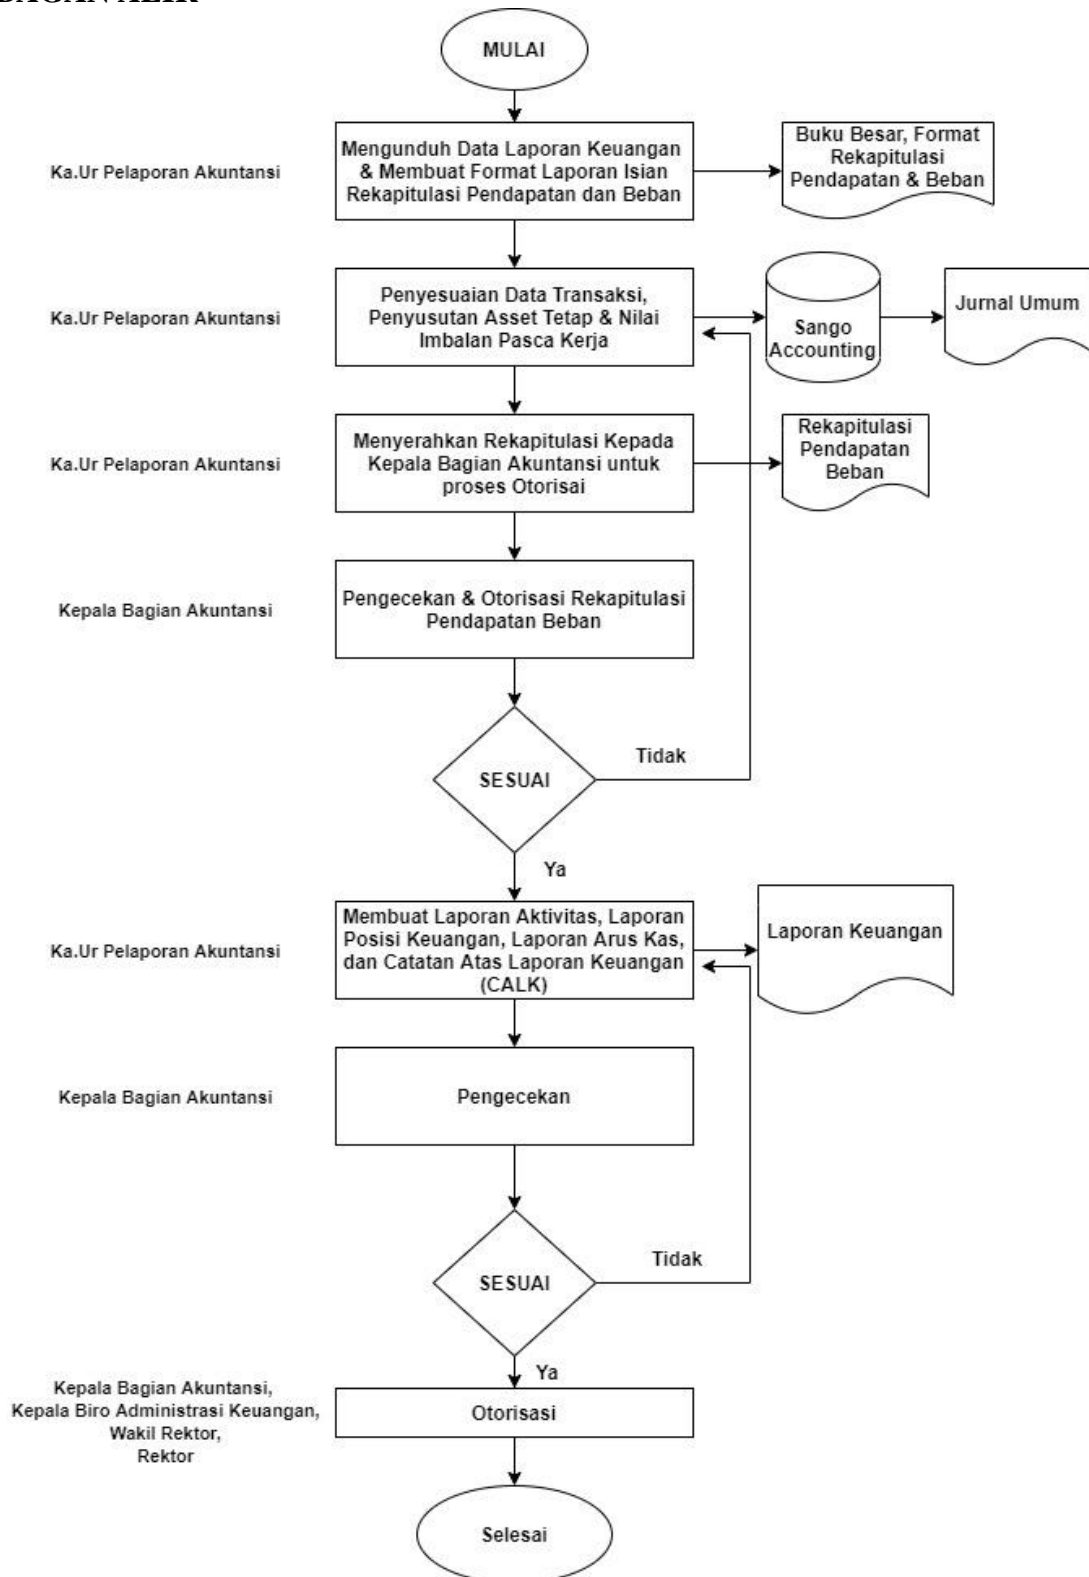 BAGAN ALIR
MULAI
Ka.Ur Pelaporan Akuntansi
Mengunduh Data Laporan Keuangan
& Membuat Format Laporan Isian
Rekapitulasi Pendapatan dan Beban
Buku Besar, Format
Rekapitulasi
Pendapatan & Beban
Ka.Ur Pelaporan Akuntansi
Penyesuaian Data Transaksi,
Penyusutan Asset Tetap & Nilai
Imbalan Pasca Kerja
Sango
Accounting
Jurnal Umum
Ka.Ur Pelaporan Akuntansi
Menyerahkan Rekapitulasi Kepada
Kepala Bagian Akuntansi untuk
proses Otorisai
Rekapitulasi
Pendapatan
Beban
Kepala Bagian Akuntansi
Pengecekan & Otorisasi Rekapitulasi
Pendapatan Beban
SESUAI
Tidak
Ya
Ka.Ur Pelaporan Akuntansi
Membuat Laporan Aktivitas, Laporan
Posisi Keuangan, Laporan Arus Kas,
dan Catatan Atas Laporan Keuangan
(CALK)
Laporan Keuangan
Kepala Bagian Akuntansi
Pengecekan
SESUAI
Tidak
Ya
Kepala Bagian Akuntansi,
Kepala Biro Administrasi Keuangan,
Wakil Rektor,
Rektor
Otorisasi
Selesai